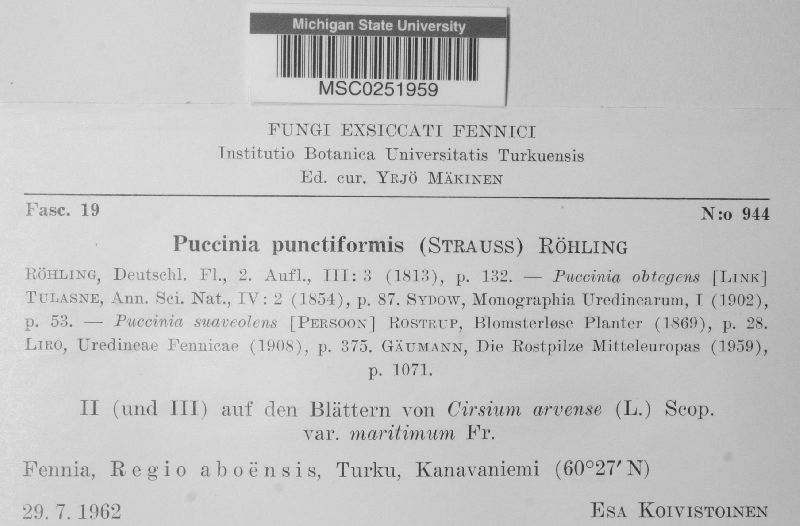 Michigan State University
MSC0251959
FUNGI EXSICCATI FENNICI
Institutio Botanica Universitatis Turkuensis
Ed. cur. YRJÖ MÄKINEN
Fasc. 19 N:o 944
Puccinia punctiformis (STRAUSS) RÖHLING
RÖHLING, Deutschl. Fl., 2. Aufl., III: 3 (1813), p. 132. — Puccinia obtegens [LINK]
TULASNE, Ann. Sci. Nat., IV: 2 (1854), p. 87. SYDOW, Monographia Uredinearum, I (1902),
p. 53. — Puccinia suaveolens [PERSOON] ROSTRUP, Blomsterløse Planter (1869), p. 28.
LIRO, Uredineae Fennicae (1908), p. 375. GÄUMANN, Die Rostpilze Mitteleuropas (1959),
p. 1071.
II (und III) auf den Blättern von Cirsium arvense (L.) Scop.
var. maritimum Fr.
Fennia, Regio aboënsis, Turku, Kanavaniemi (60°27′ N)
29. 7. 1962 ESA KOIVISTOINEN